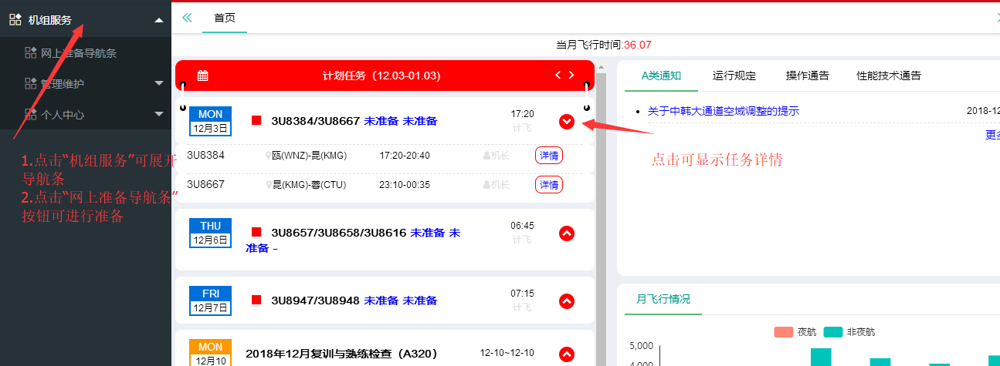 机组服务
网上准备导航条
管理维护
个人中心
1.点击“机组服务”可展开
导航条
2.点击“网上准备导航条”
按钮可进行准备
首页
当月飞行时间:36.07
计划任务（12.03-01.03）
MON
12月3日
3U8384/3U8667 未准备 未准备
17:20
计飞
3U8384 瓯(WNZ)-昆(KMG) 17:20-20:40 机长 详情
3U8667 昆(KMG)-蓉(CTU) 23:10-00:35 机长 详情
THU
12月6日
3U8657/3U8658/3U8616 未准备 未
准备 -
06:45
计飞
FRI
12月7日
3U8947/3U8948 未准备 未准备
07:15
计飞
MON
12月10
2018年12月复训与熟练检查（A320）
12-10~12-10
A类通知 运行规定 操作通告 性能技术通告
关于中韩大通道空域调整的提示 2018-12
更多
点击可显示任务详情
月飞行情况
夜航 非夜航
5,000
4,000